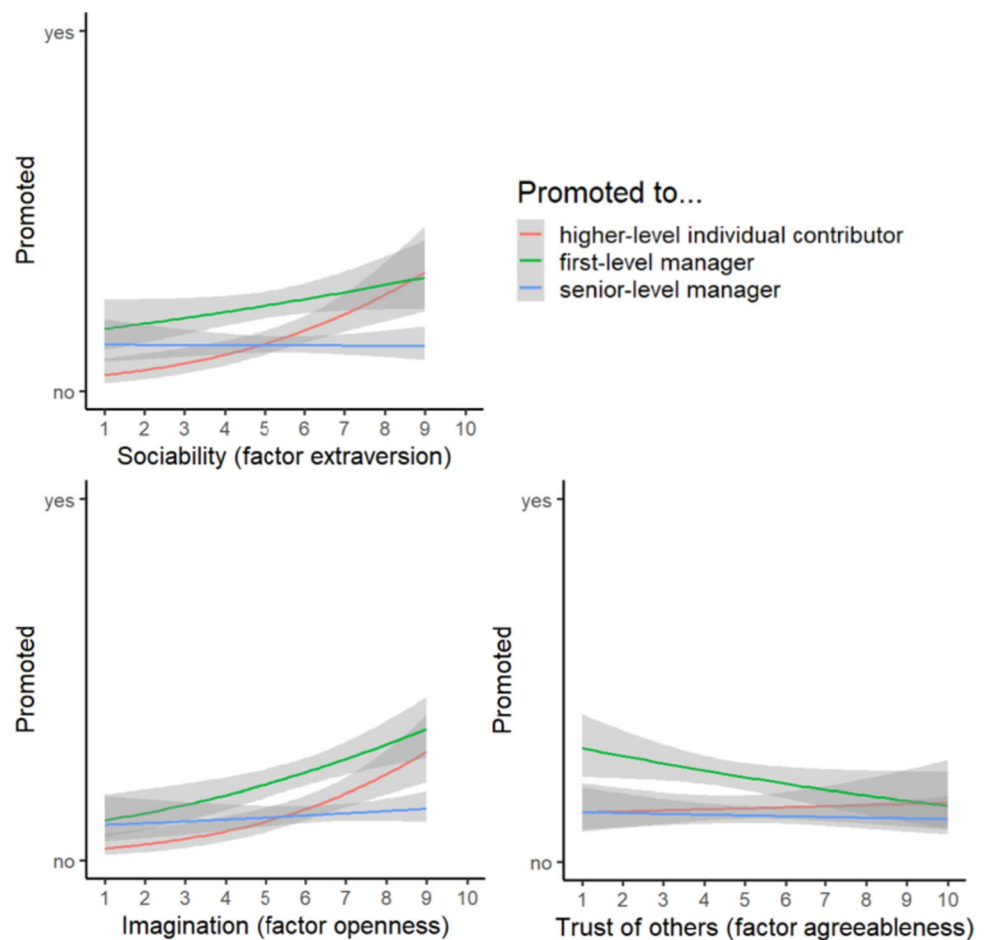 yes
Promoted
no
1 2 3 4 5 6 7 8 9 10
Sociability (factor extraversion)
Promoted to...
higher-level individual contributor
first-level manager
senior-level manager
yes
Promoted
no
1 2 3 4 5 6 7 8 9 10
Imagination (factor openness)
yes
Promoted
no
1 2 3 4 5 6 7 8 9 10
Trust of others (factor agreeableness)